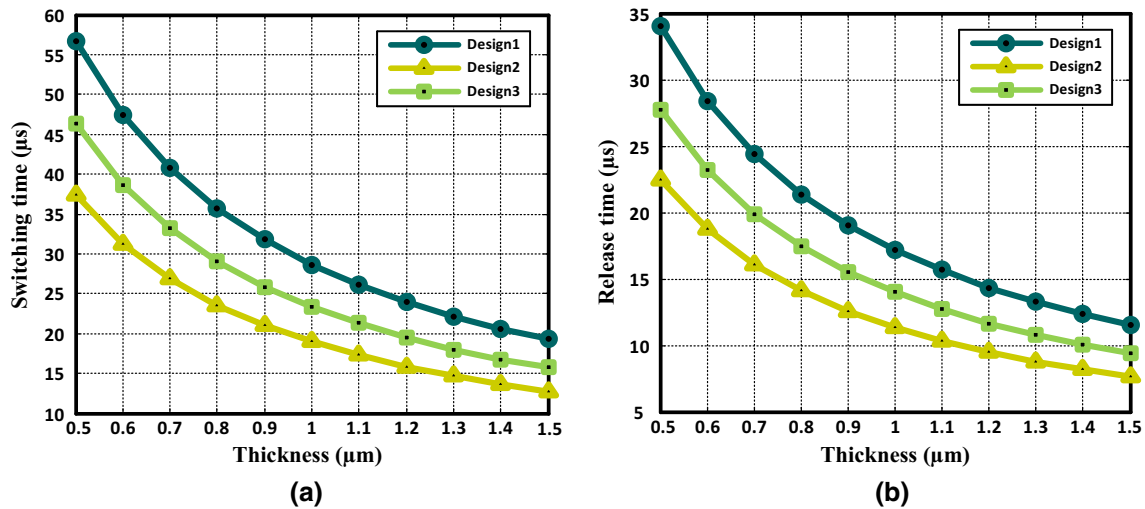 60
55
50
45
40
35
30
25
20
15
10
Switching time (µs)
Design1
Design2
Design3
0.5 0.6 0.7 0.8 0.9 1 1.1 1.2 1.3 1.4 1.5
Thickness (µm)
(a)
35
30
25
20
15
10
5
Release time (µs)
Design1
Design2
Design3
0.5 0.6 0.7 0.8 0.9 1 1.1 1.2 1.3 1.4 1.5
Thickness (µm)
(b)